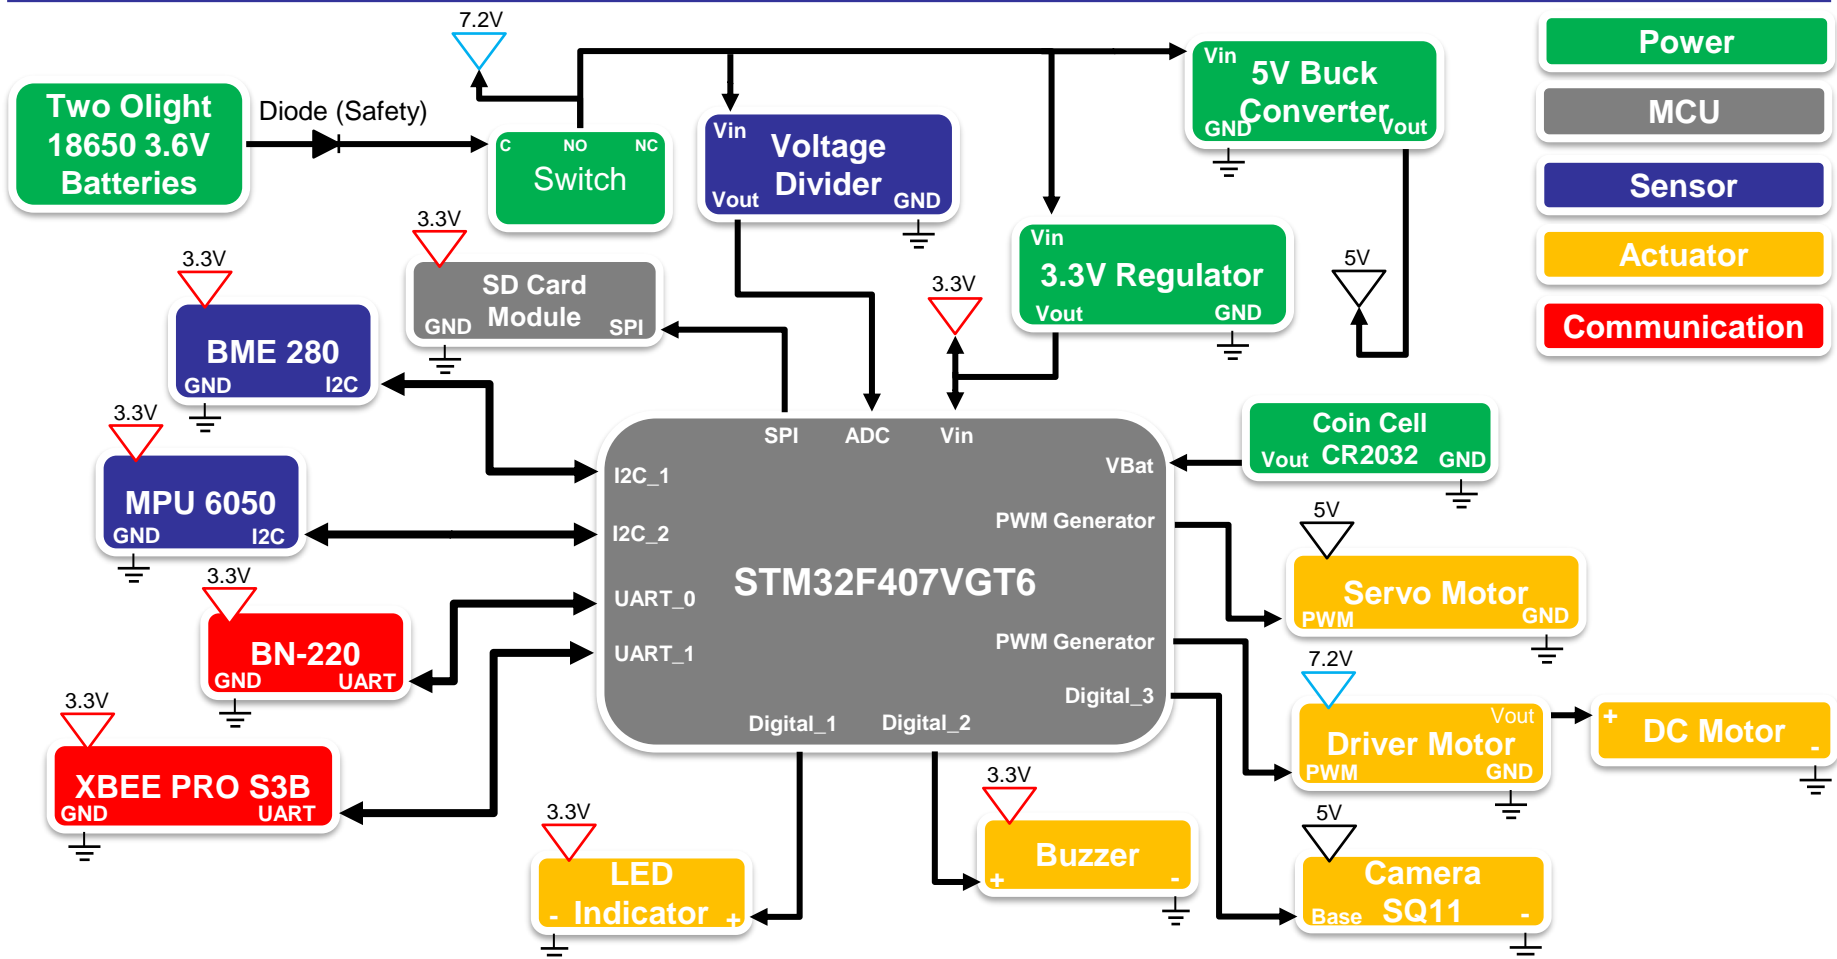 7.2V
Power
Vin
5V Buck
Converter
GND
Vout
Two Olight
18650 3.6V
Batteries
Diode (Safety)
MCU
C NO NC
Switch
Vin
Voltage
Divider
Vout
GND
Sensor
3.3V
SD Card
Module
GND
SPI
Vin
3.3V Regulator
Vout
GND
5V
Actuator
3.3V
3.3V
BME 280
GND
I2C
Communication
3.3V
MPU 6050
GND
I2C
SPI
ADC
Vin
VBat
I2C_1
PWM Generator
I2C_2
STM32F407VGT6
UART_0
PWM Generator
UART_1
Digital_3
Digital_1
Digital_2
Coin Cell
CR2032
Vout
GND
5V
Servo Motor
PWM
GND
3.3V
BN-220
GND
UART
7.2V
Vout
Driver Motor
PWM
GND
+
DC Motor
-
3.3V
XBEE PRO S3B
GND
UART
3.3V
LED
Indicator
-
+
3.3V
Buzzer
+
-
5V
Camera
SQ11
Base
-